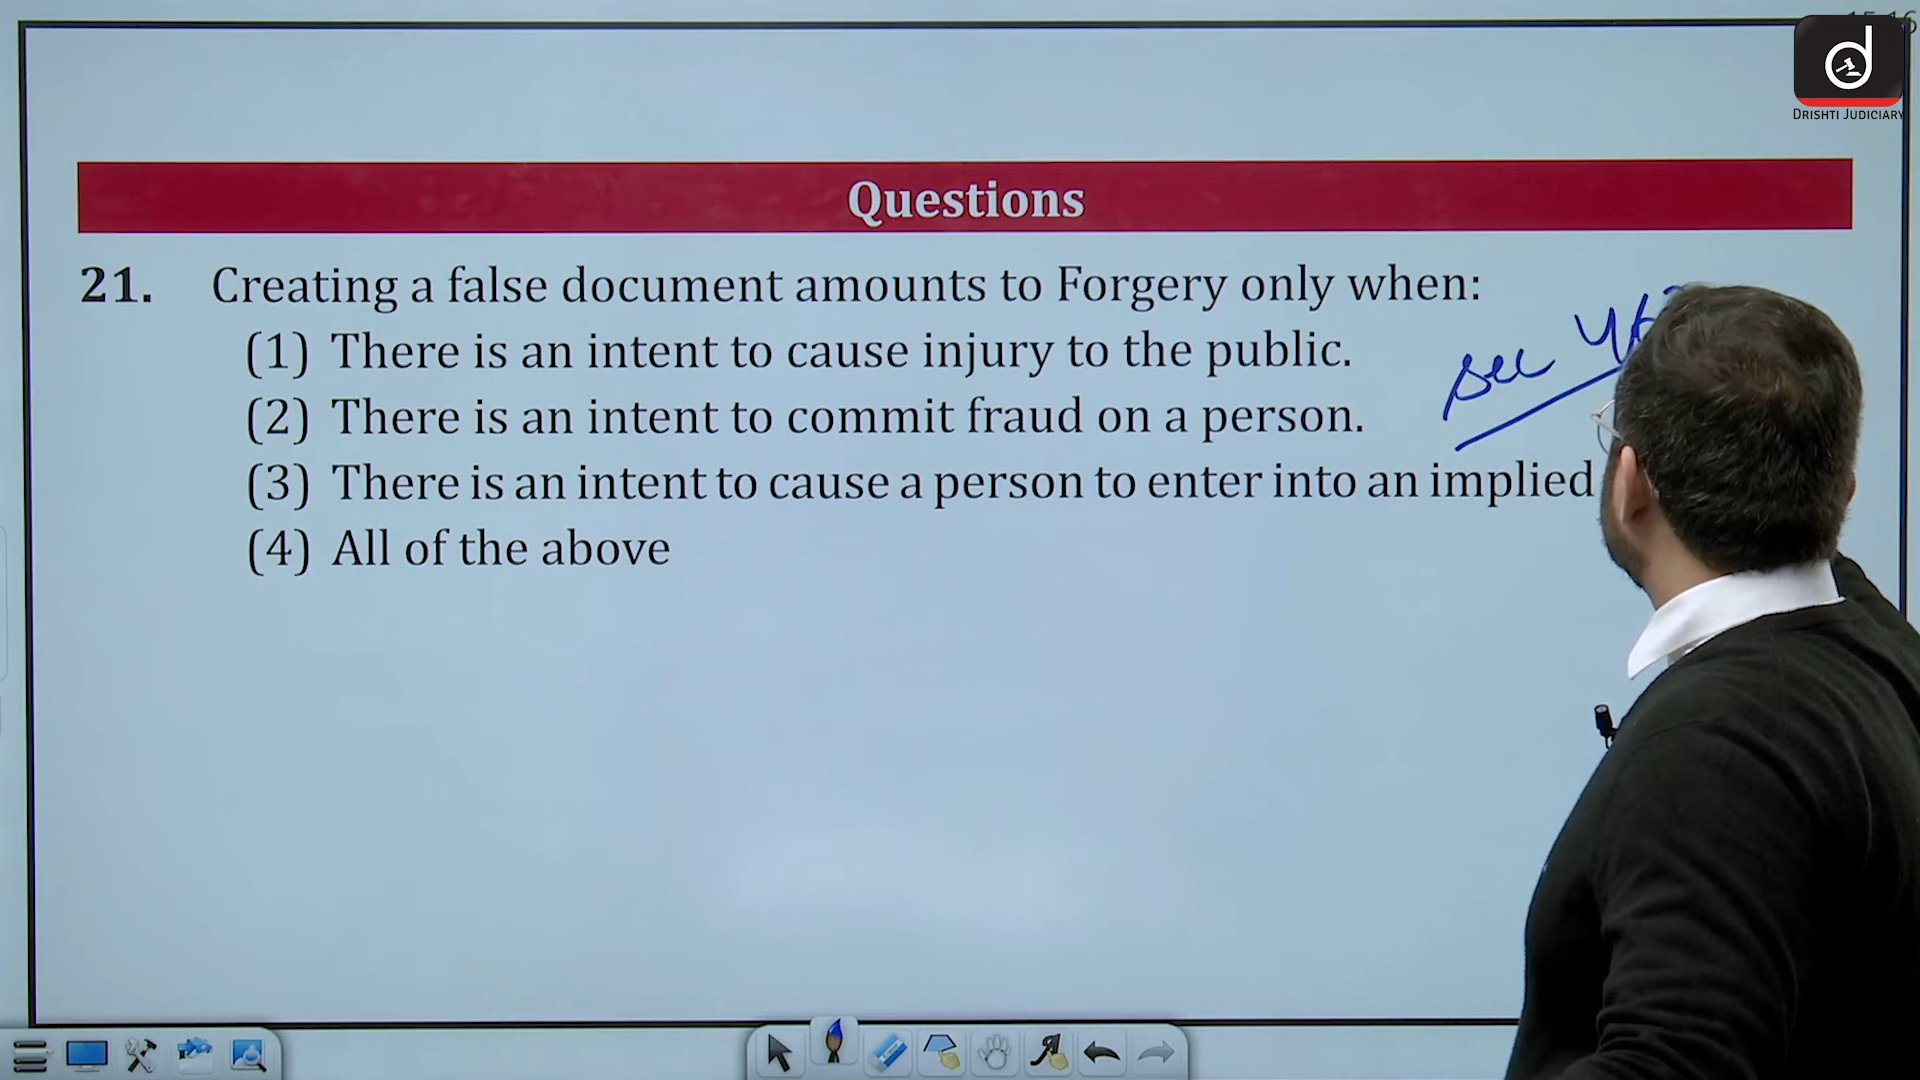 DRISHTI JUDICIARY
Questions
21. Creating a false document amounts to Forgery only when:
(1) There is an intent to cause injury to the public.
(2) There is an intent to commit fraud on a person.
(3) There is an intent to cause a person to enter into an implied
(4) All of the above
sec